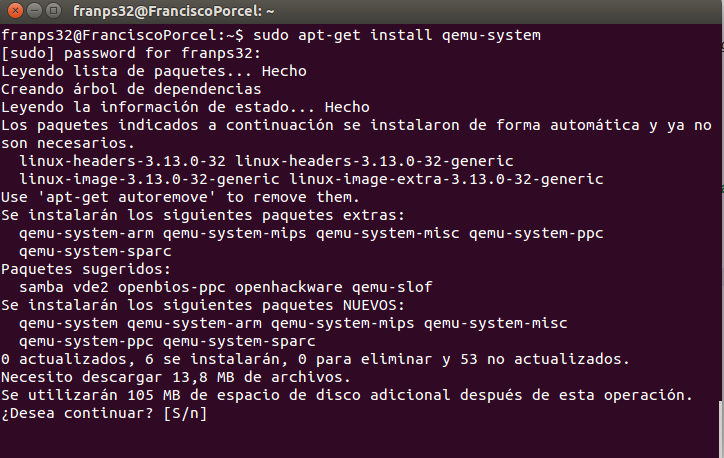 franps32@FranciscoPorcel: ~
franps32@FranciscoPorcel:~$ sudo apt-get install qemu-system
[sudo] password for franps32:
Leyendo lista de paquetes... Hecho
Creando árbol de dependencias
Leyendo la información de estado... Hecho
Los paquetes indicados a continuación se instalaron de forma automática y ya no
son necesarios.
  linux-headers-3.13.0-32 linux-headers-3.13.0-32-generic
  linux-image-3.13.0-32-generic linux-image-extra-3.13.0-32-generic
Use 'apt-get autoremove' to remove them.
Se instalarán los siguientes paquetes extras:
  qemu-system-arm qemu-system-mips qemu-system-misc qemu-system-ppc
  qemu-system-sparc
Paquetes sugeridos:
  samba vde2 openbios-ppc openhackware qemu-slof
Se instalarán los siguientes paquetes NUEVOS:
  qemu-system qemu-system-arm qemu-system-mips qemu-system-misc
  qemu-system-ppc qemu-system-sparc
0 actualizados, 6 se instalarán, 0 para eliminar y 53 no actualizados.
Necesito descargar 13,8 MB de archivos.
Se utilizarán 105 MB de espacio de disco adicional después de esta operación.
¿Desea continuar? [S/n]